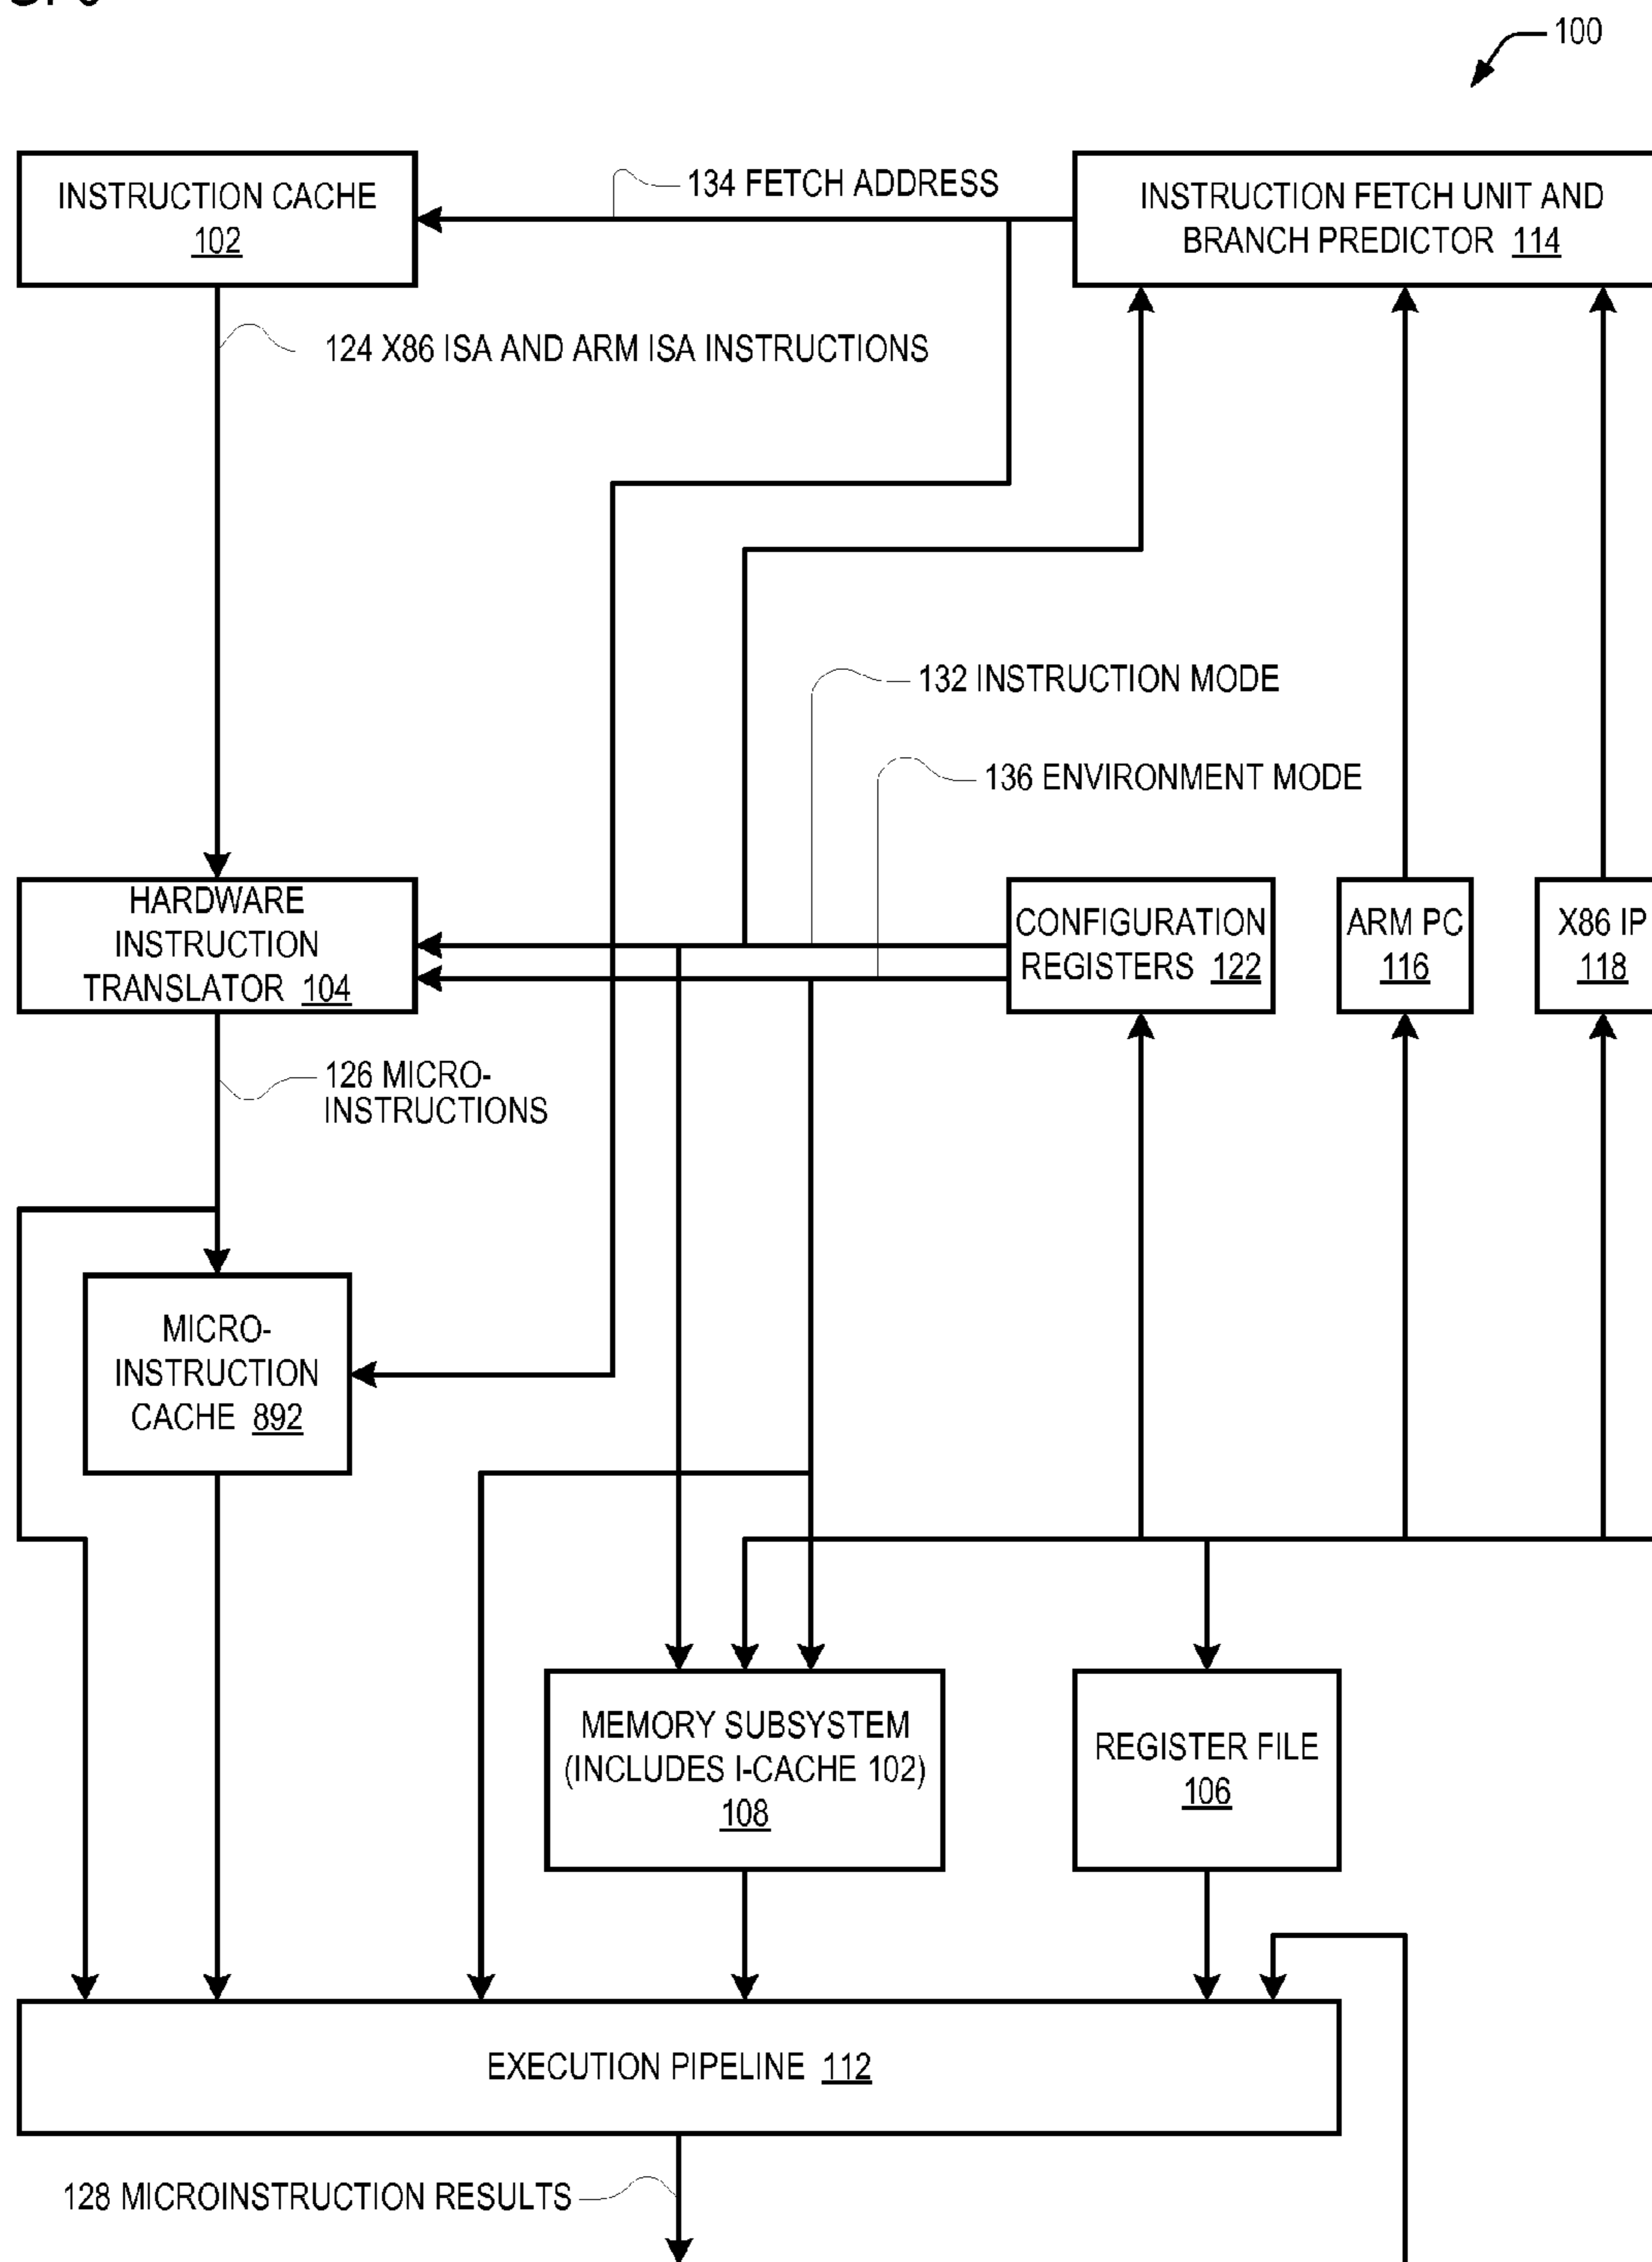 100
INSTRUCTION CACHE
102
134 FETCH ADDRESS
INSTRUCTION FETCH UNIT AND
BRANCH PREDICTOR 114
124 X86 ISA AND ARM ISA INSTRUCTIONS
132 INSTRUCTION MODE
136 ENVIRONMENT MODE
HARDWARE
INSTRUCTION
TRANSLATOR 104
CONFIGURATION
REGISTERS 122
ARM PC
116
X86 IP
118
126 MICRO-
INSTRUCTIONS
MICRO-
INSTRUCTION
CACHE 892
MEMORY SUBSYSTEM
(INCLUDES I-CACHE 102)
108
REGISTER FILE
106
EXECUTION PIPELINE 112
128 MICROINSTRUCTION RESULTS